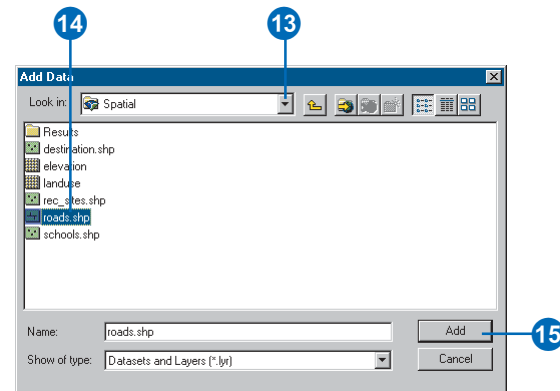 14
13
Add Data
Look in: Spatial
Results
destination.shp
elevation
landuse
rec_sites.shp
roads.shp
schools.shp
Name: roads.shp
Add
15
Show of type: Datasets and Layers (*.lyr)
Cancel